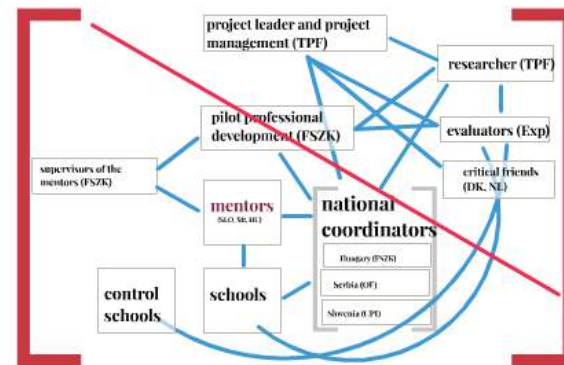 project leader and project
management (TPF)
researcher (TPF)
pilot professional
development (FSZK)
evaluators (Exp)
supervisors of the
mentors (FSZK)
critical friends
(DK, NL)
mentors
(SLO, SR, HU)
national
coordinators
Hungary (FSZK)
Serbia (OF)
Slovenia (UPI)
control
schools
schools